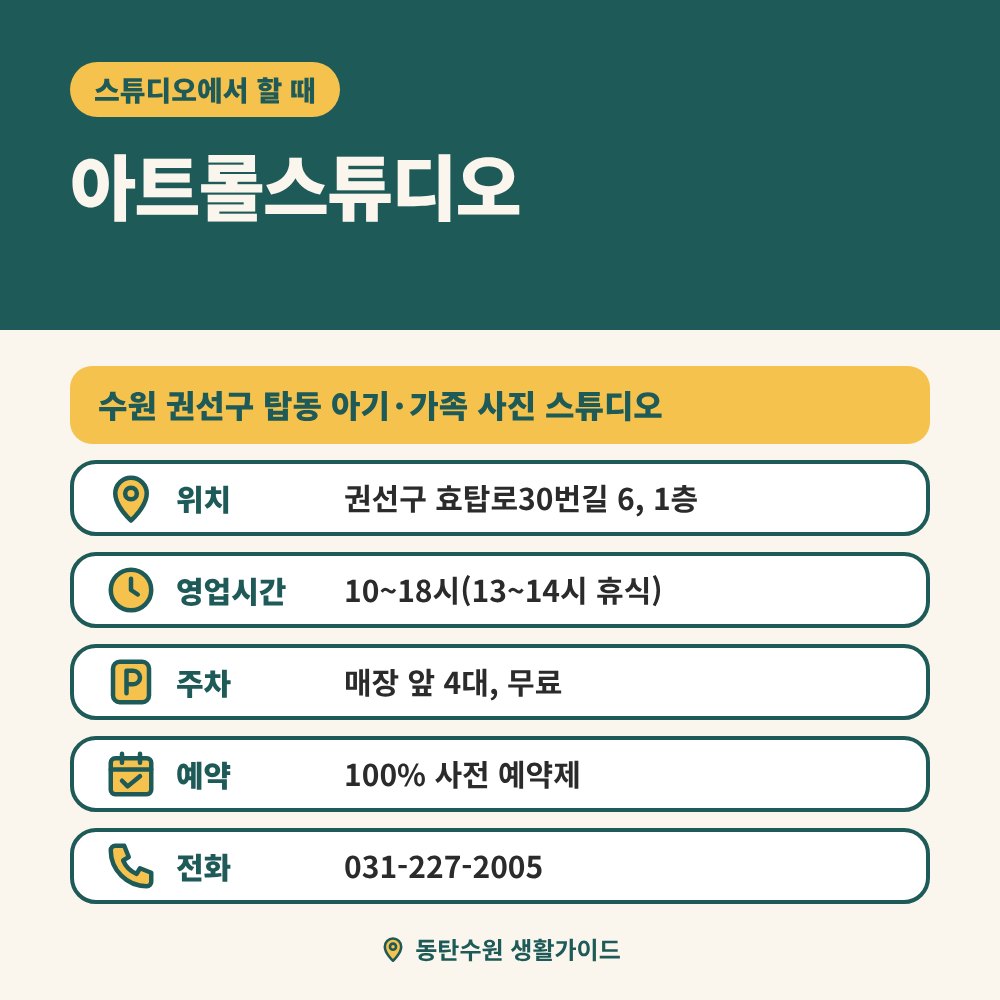 스튜디오에서 할 때
아트롤스튜디오
수원 권선구 탑동 아기·가족 사진 스튜디오
위치 권선구 효탑로30번길 6, 1층
영업시간 10~18시(13~14시 휴식)
P 주차 매장 앞 4대, 무료
예약 100% 사전 예약제
전화 031-227-2005
동탄수원 생활가이드